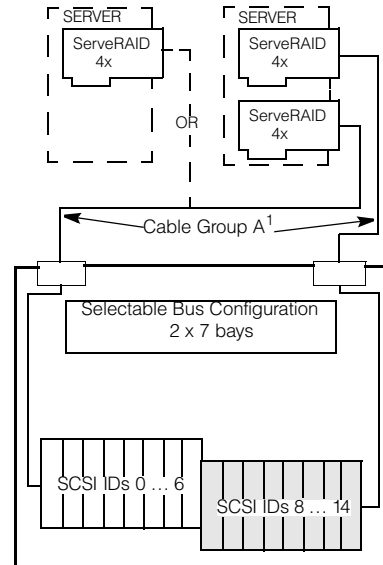 SERVER
ServeRAID
4x
SERVER
ServeRAID
4x
OR
ServeRAID
4x
Cable Group A1
Selectable Bus Configuration
2 x 7 bays
SCSI IDs 0 … 6
SCSI IDs 8 … 14